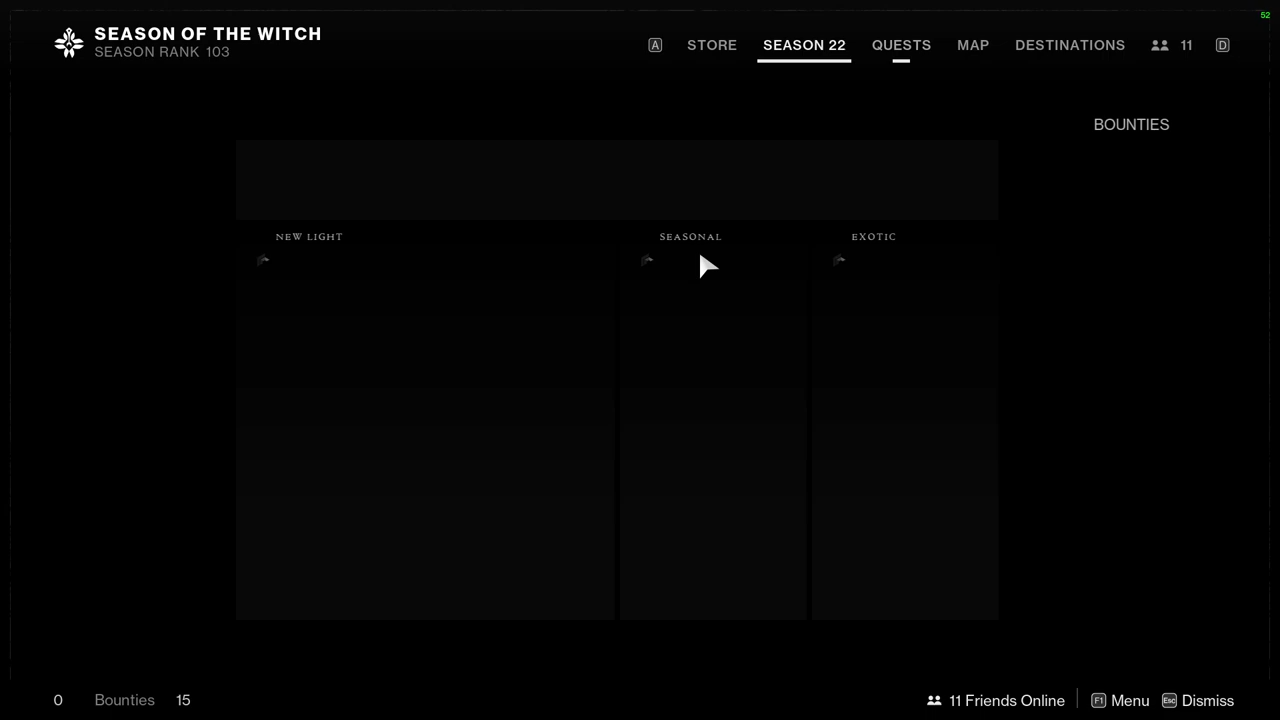 52
SEASON OF THE WITCH
SEASON RANK 103
A STORE SEASON 22 QUESTS MAP DESTINATIONS 11 D
BOUNTIES
NEW LIGHT SEASONAL EXOTIC
0 Bounties 15 11 Friends Online F1 Menu Esc Dismiss